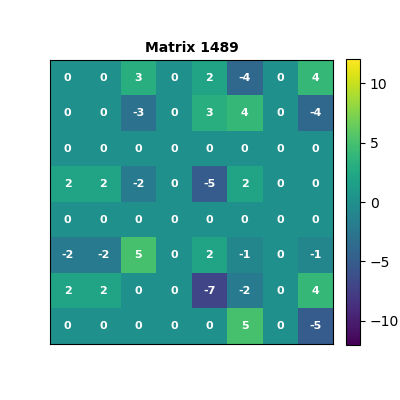 Matrix 1489
0 0 3 0 2 -4 0 4
0 0 -3 0 3 4 0 -4
0 0 0 0 0 0 0 0
2 2 -2 0 -5 2 0 0
0 0 0 0 0 0 0 0
-2 -2 5 0 2 -1 0 -1
2 2 0 0 -7 -2 0 4
0 0 0 0 0 5 0 -5
10
5
0
−5
−10